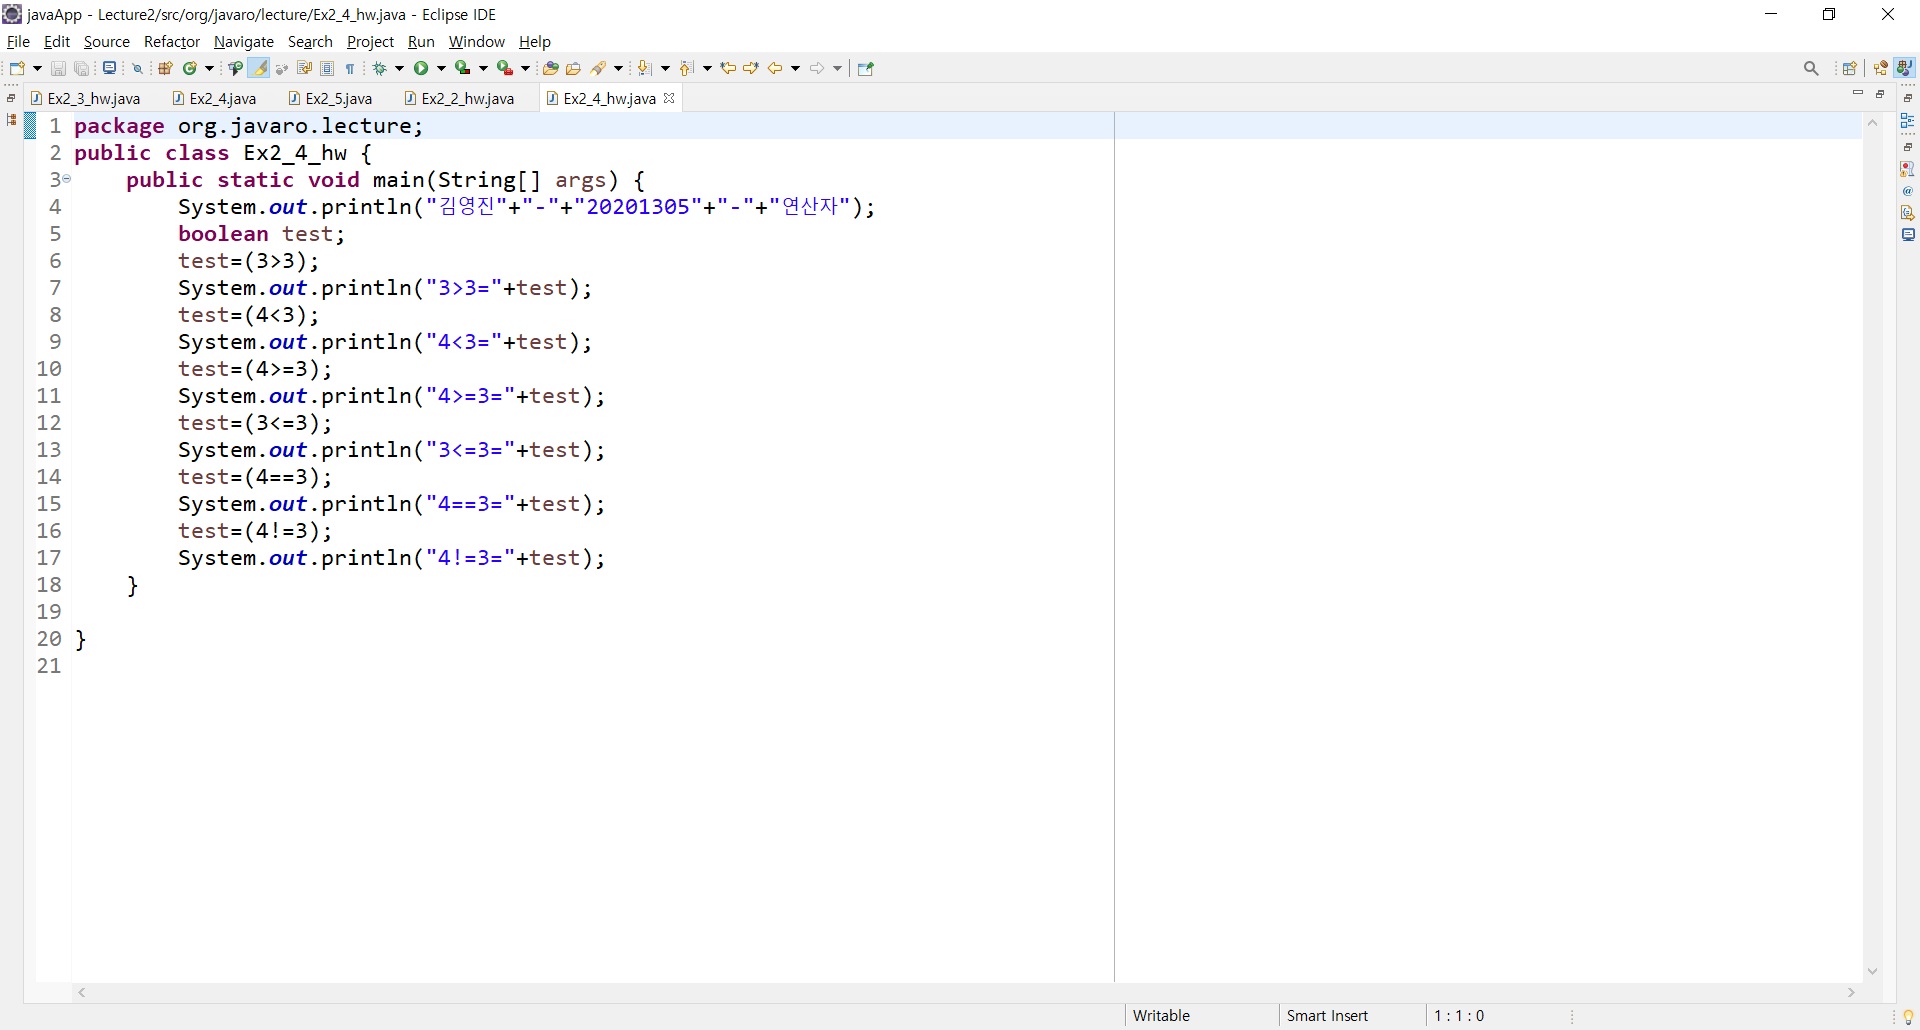 javaApp - Lecture2/src/org/javaro/lecture/Ex2_4_hw.java - Eclipse IDE
File Edit Source Refactor Navigate Search Project Run Window Help
Ex2_3_hw.java Ex2_4.java Ex2_5.java Ex2_2_hw.java Ex2_4_hw.java
1 package org.javaro.lecture;
2 public class Ex2_4_hw {
3 public static void main(String[] args) {
4 System.out.println("김영진"+"-"+"20201305"+"-"+"연산자");
5 boolean test;
6 test=(3>3);
7 System.out.println("3>3="+test);
8 test=(4<3);
9 System.out.println("4<3="+test);
10 test=(4>=3);
11 System.out.println("4>=3="+test);
12 test=(3<=3);
13 System.out.println("3<=3="+test);
14 test=(4==3);
15 System.out.println("4==3="+test);
16 test=(4!=3);
17 System.out.println("4!=3="+test);
18 }
19
20 }
21
Writable Smart Insert 1 : 1 : 0